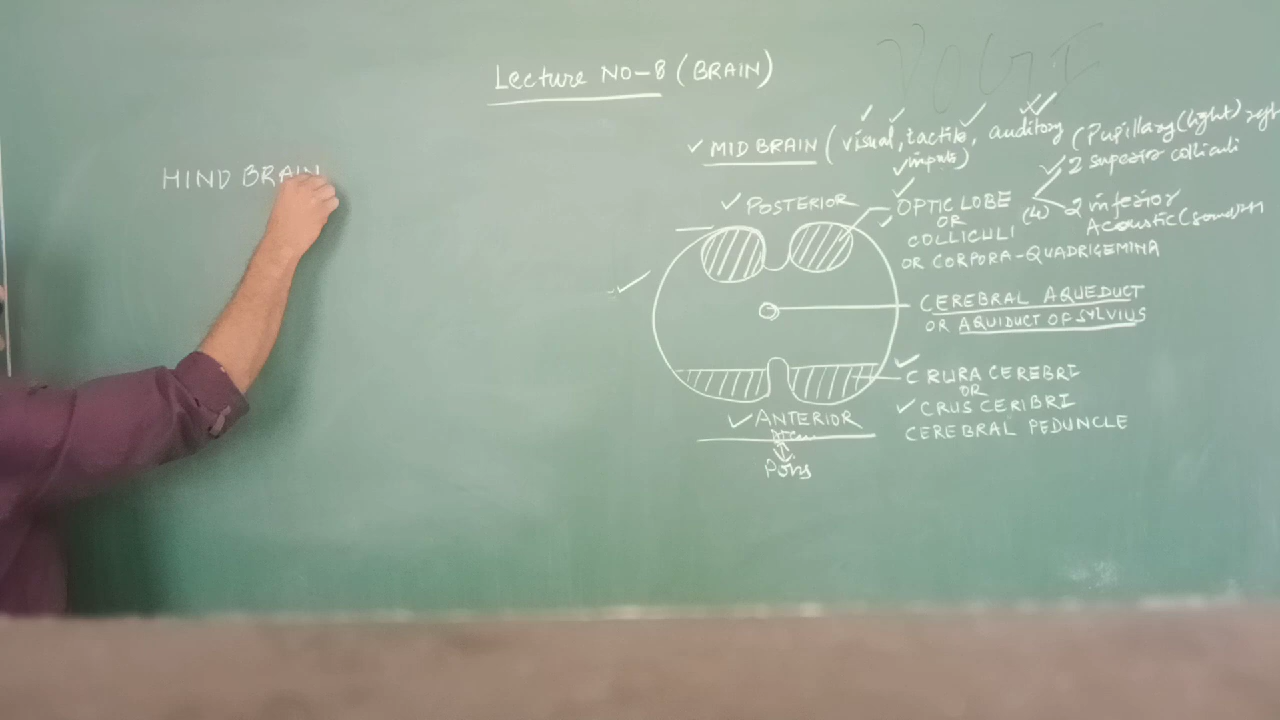 Lecture NO-8 (BRAIN)
HIND BRAIN
✓ MID BRAIN ( visual, tactile, auditory (Pupillary (light)
inputs)
2 superior colliculi
✓ POSTERIOR
OPTIC LOBE
OR
COLLICULI (4)
2 inferior
Acoustic (sound)
OR CORPORA-QUADRIGEMINA
CEREBRAL AQUEDUCT
OR AQUIDUCT OF SYLVIUS
✓ CRURA CEREBRI
OR
✓ CRUS CERIBRI
CEREBRAL PEDUNCLE
✓ ANTERIOR
Pons